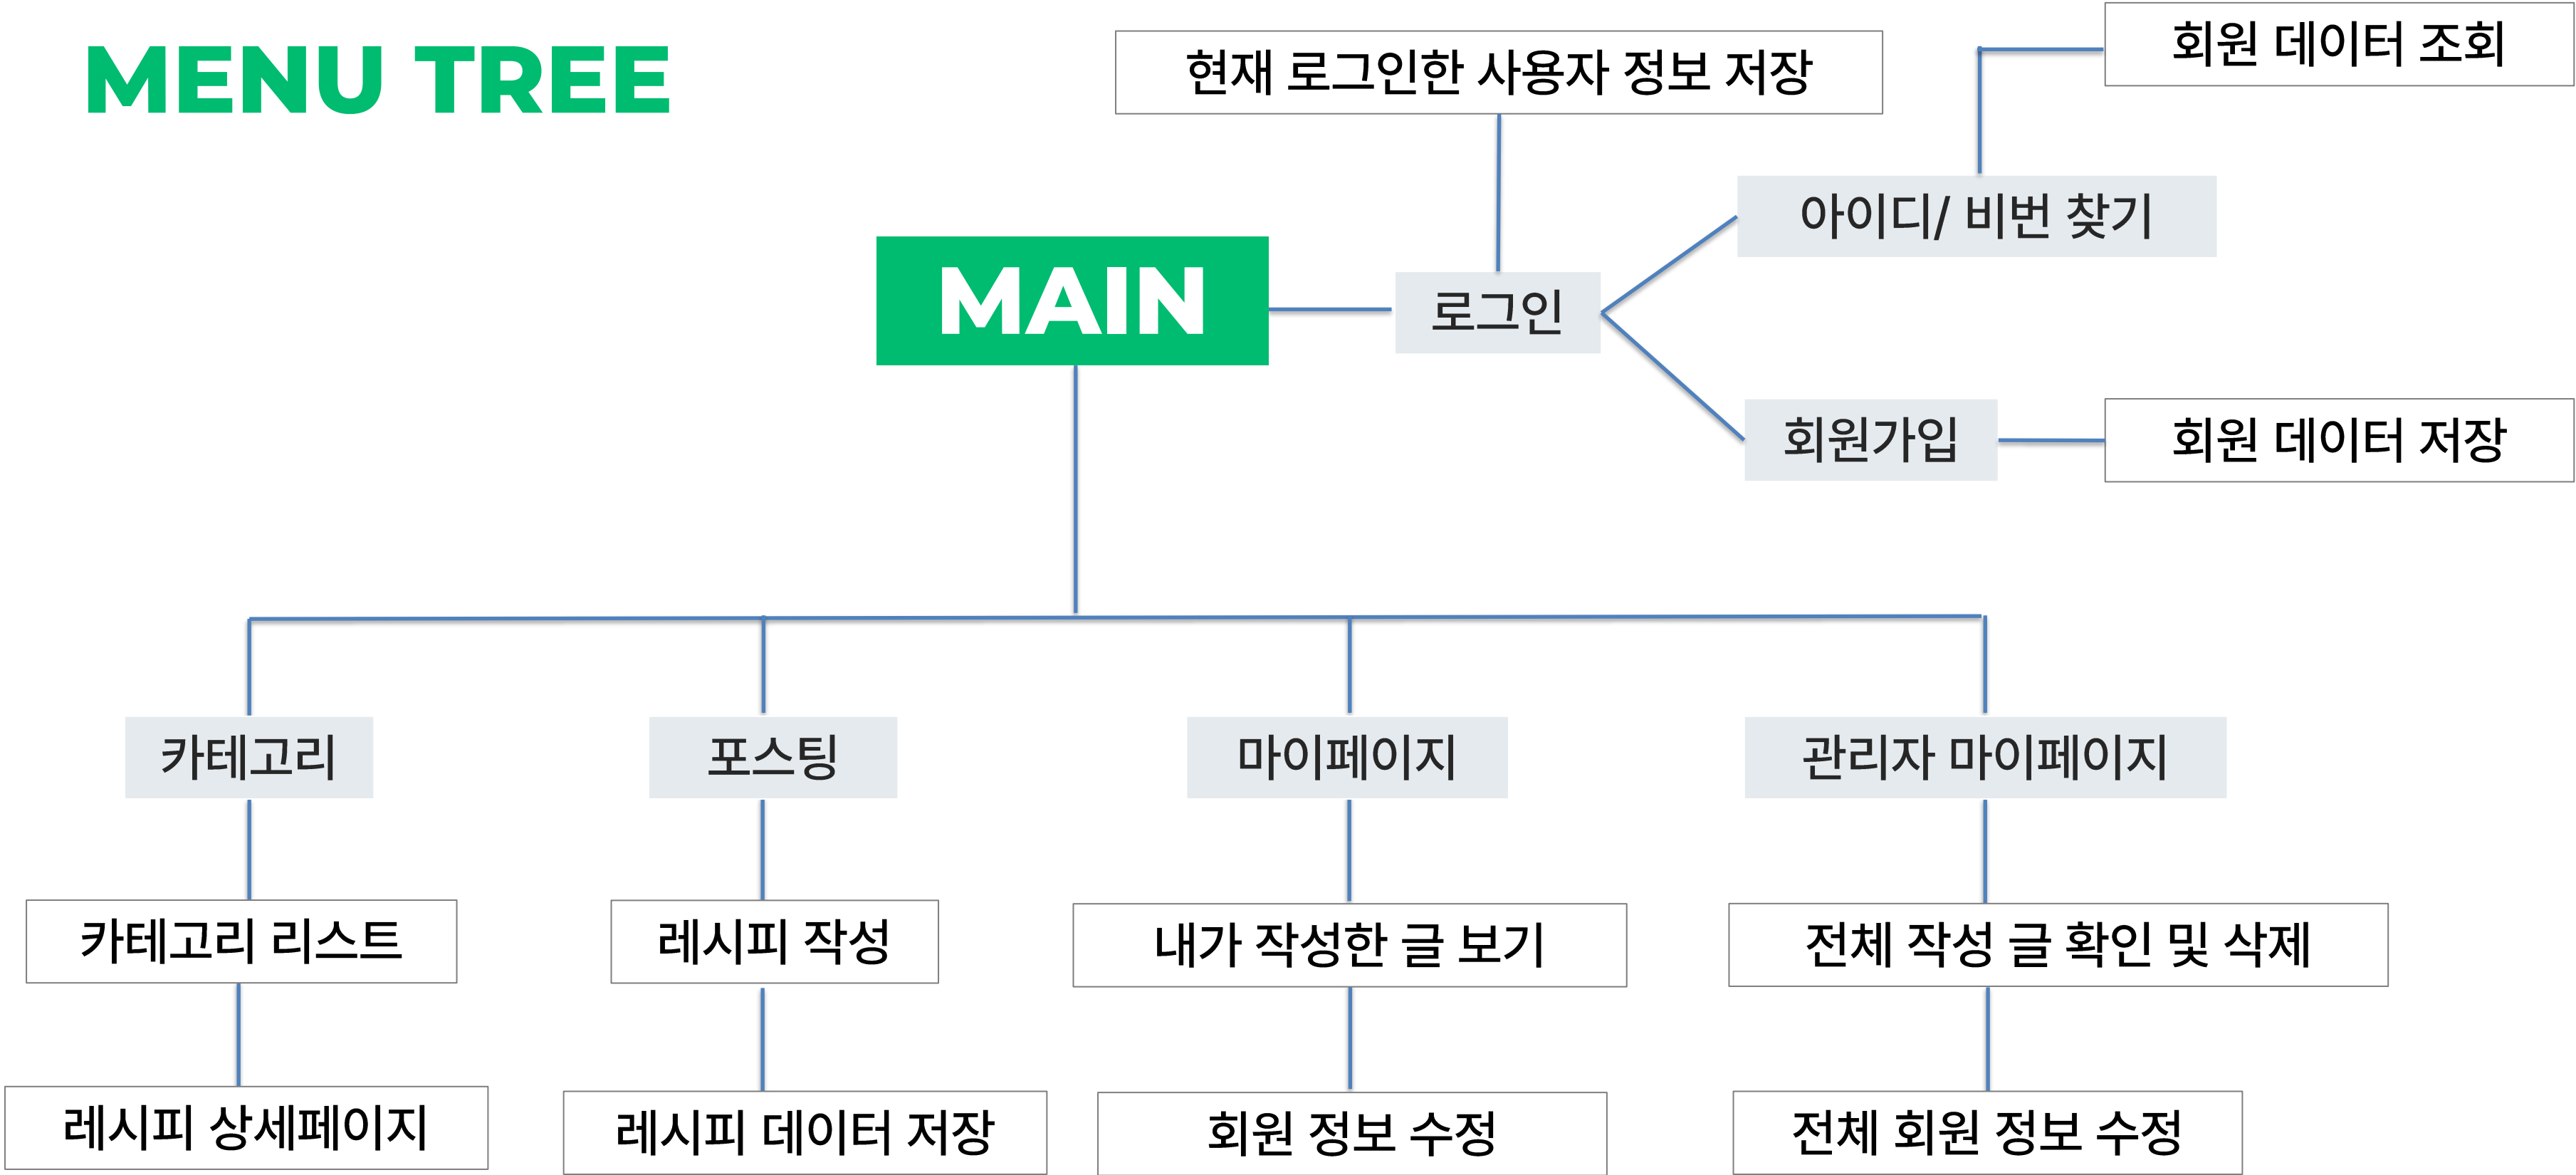 MENU TREE
현재 로그인한 사용자 정보 저장
회원 데이터 조회
아이디/ 비번 찾기
MAIN
로그인
회원가입
회원 데이터 저장
카테고리
포스팅
마이페이지
관리자 마이페이지
카테고리 리스트
레시피 작성
내가 작성한 글 보기
전체 작성 글 확인 및 삭제
레시피 상세페이지
레시피 데이터 저장
회원 정보 수정
전체 회원 정보 수정